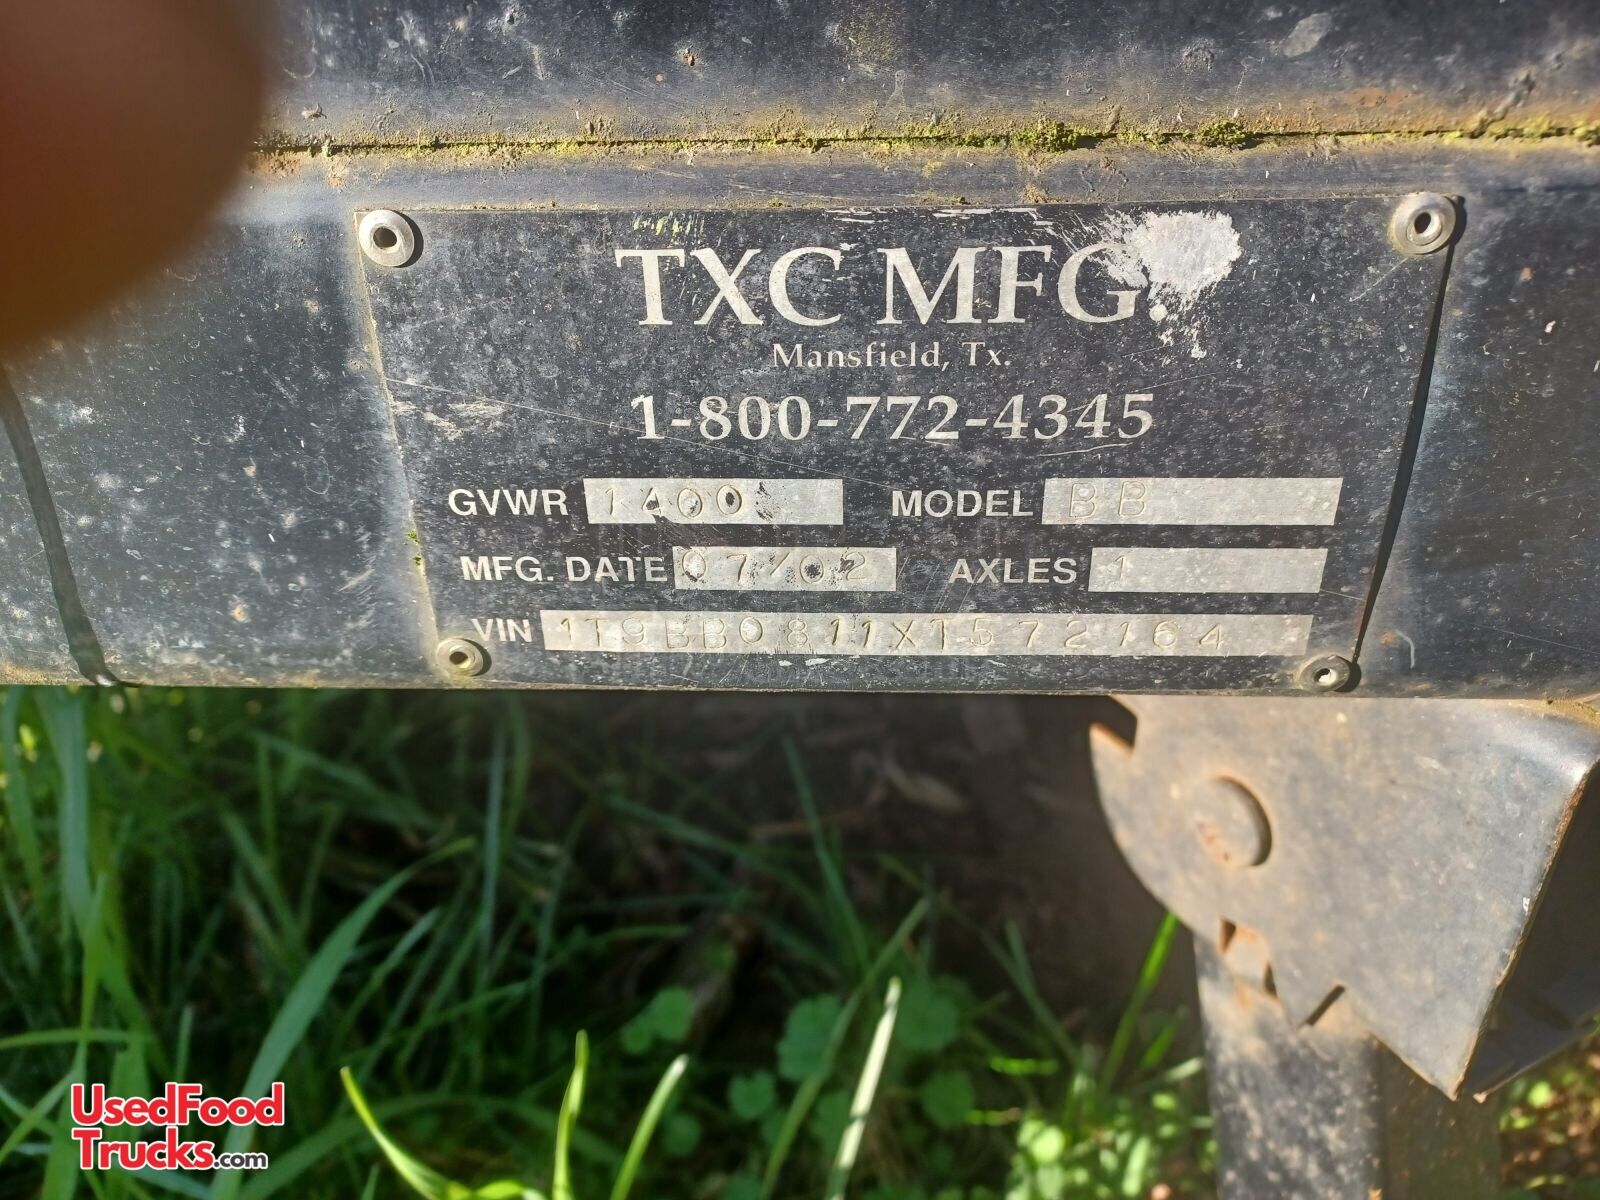 TXC MFG.
Mansfield, Tx.
1-800-772-4345
GVWR 1400 MODEL BB
MFG. DATE 07/02 AXLES 1
VIN 1T9BB0811XT572164
UsedFood
Trucks.com